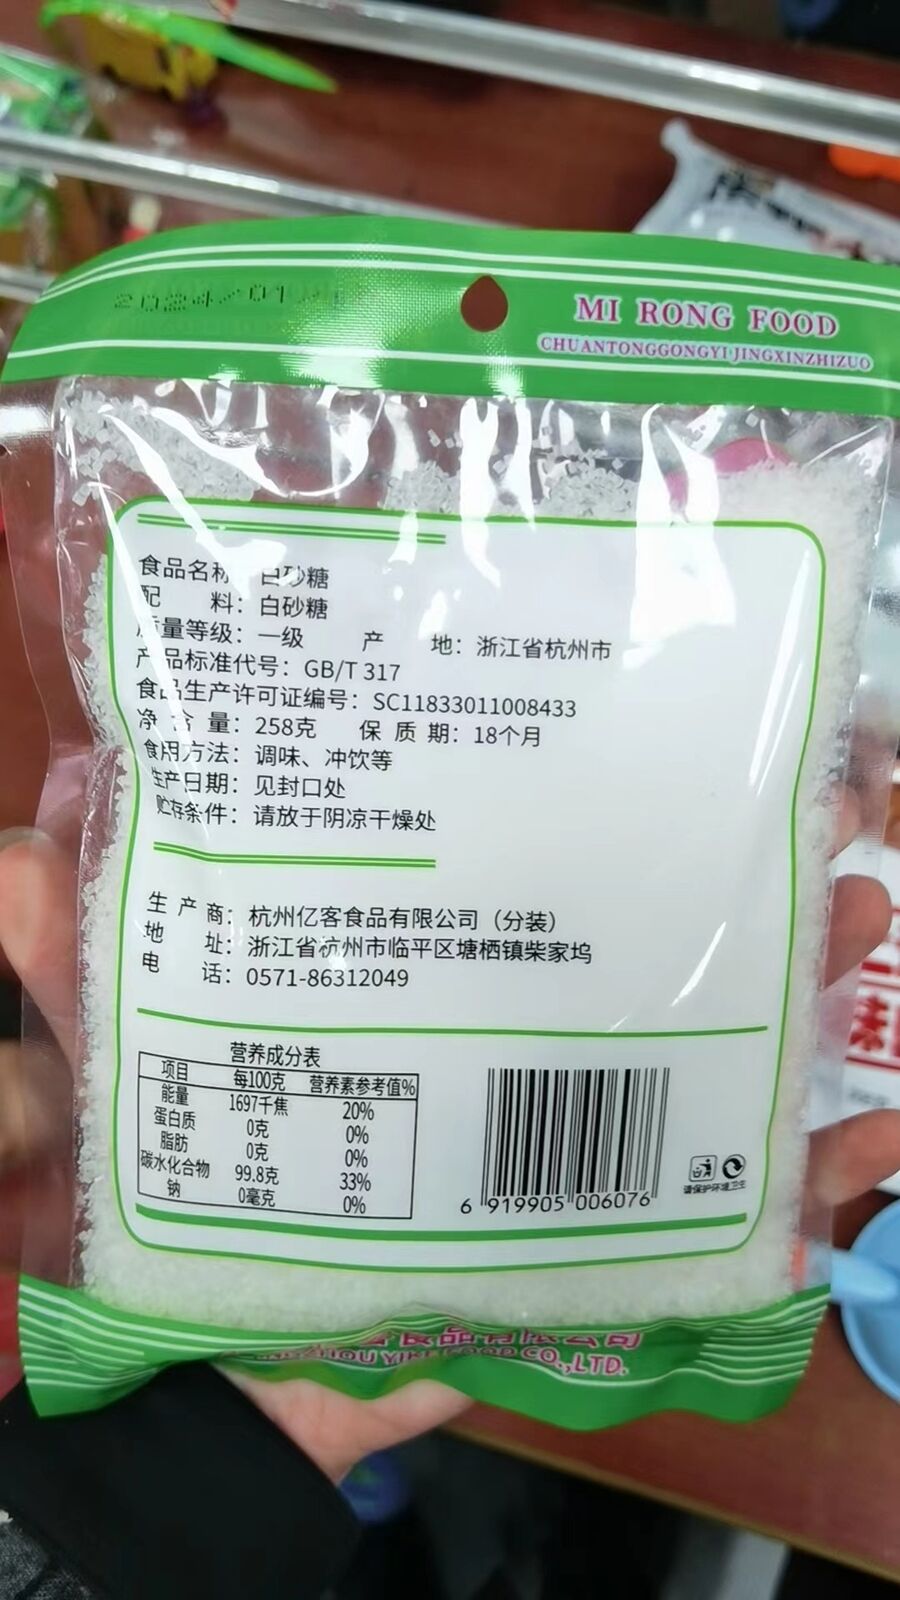 MI RONG FOOD
CHUANTONGGONGYIJINGXINZHIZUO
食品名称 白砂糖
配 料：白砂糖
质量等级：一级 产 地：浙江省杭州市
产品标准代号：GB/T 317
食品生产许可证编号：SC11833011008433
净 含 量：258克 保 质 期：18个月
食用方法：调味、冲饮等
生产日期：见封口处
贮存条件：请放于阴凉干燥处
生 产 商：杭州亿客食品有限公司（分装）
地 址：浙江省杭州市临平区塘栖镇柴家坞
电 话：0571-86312049
营养成分表
项目 每100克 营养素参考值%
能量 1697千焦 20%
蛋白质 0克 0%
脂肪 0克 0%
碳水化合物 99.8克 33%
钠 0毫克 0%
6 919905 006076
请保护环境卫生
食品有限公司
YIKE FOOD CO.,LTD.